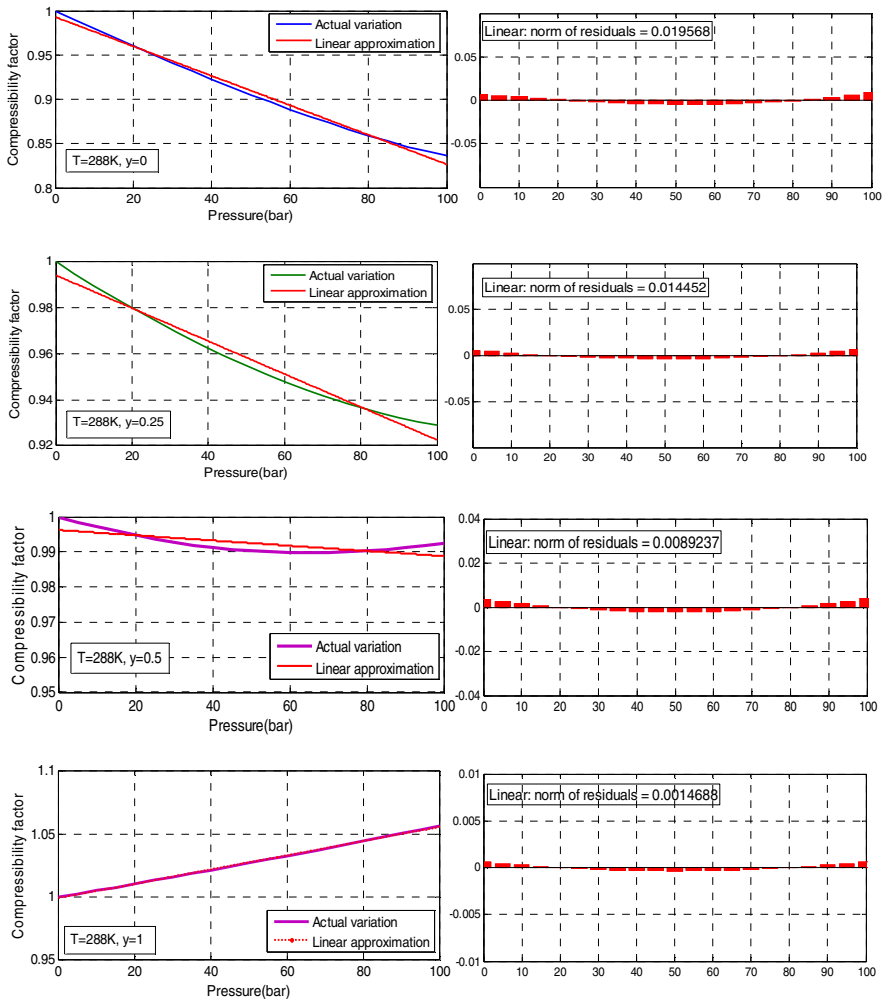 Compressibility factor
1
0.95
0.9
0.85
0.8
Actual variation
Linear approximation
T=288K, y=0
0 20 40 60 80 100
Pressure(bar)
Linear: norm of residuals = 0.019568
0.05
0
-0.05
0 10 20 30 40 50 60 70 80 90 100
Compressibility factor
1
0.98
0.96
0.94
0.92
Actual variation
Linear approximation
T=288K, y=0.25
0 20 40 60 80 100
Pressure(bar)
Linear: norm of residuals = 0.014452
0.05
0
-0.05
0 10 20 30 40 50 60 70 80 90 100
Compressibility factor
1
0.99
0.98
0.97
0.96
0.95
Actual variation
Linear approximation
T=288K, y=0.5
0 20 40 60 80 100
Pressure(bar)
Linear: norm of residuals = 0.0089237
0.04
0.02
0
-0.02
-0.04
0 10 20 30 40 50 60 70 80 90 100
Compressibility factor
1.1
1.05
1
0.95
Actual variation
Linear approximation
T=288K, y=1
0 20 40 60 80 100
Pressure(bar)
Linear: norm of residuals = 0.0014688
0.01
0.005
0
-0.005
-0.01
0 10 20 30 40 50 60 70 80 90 100